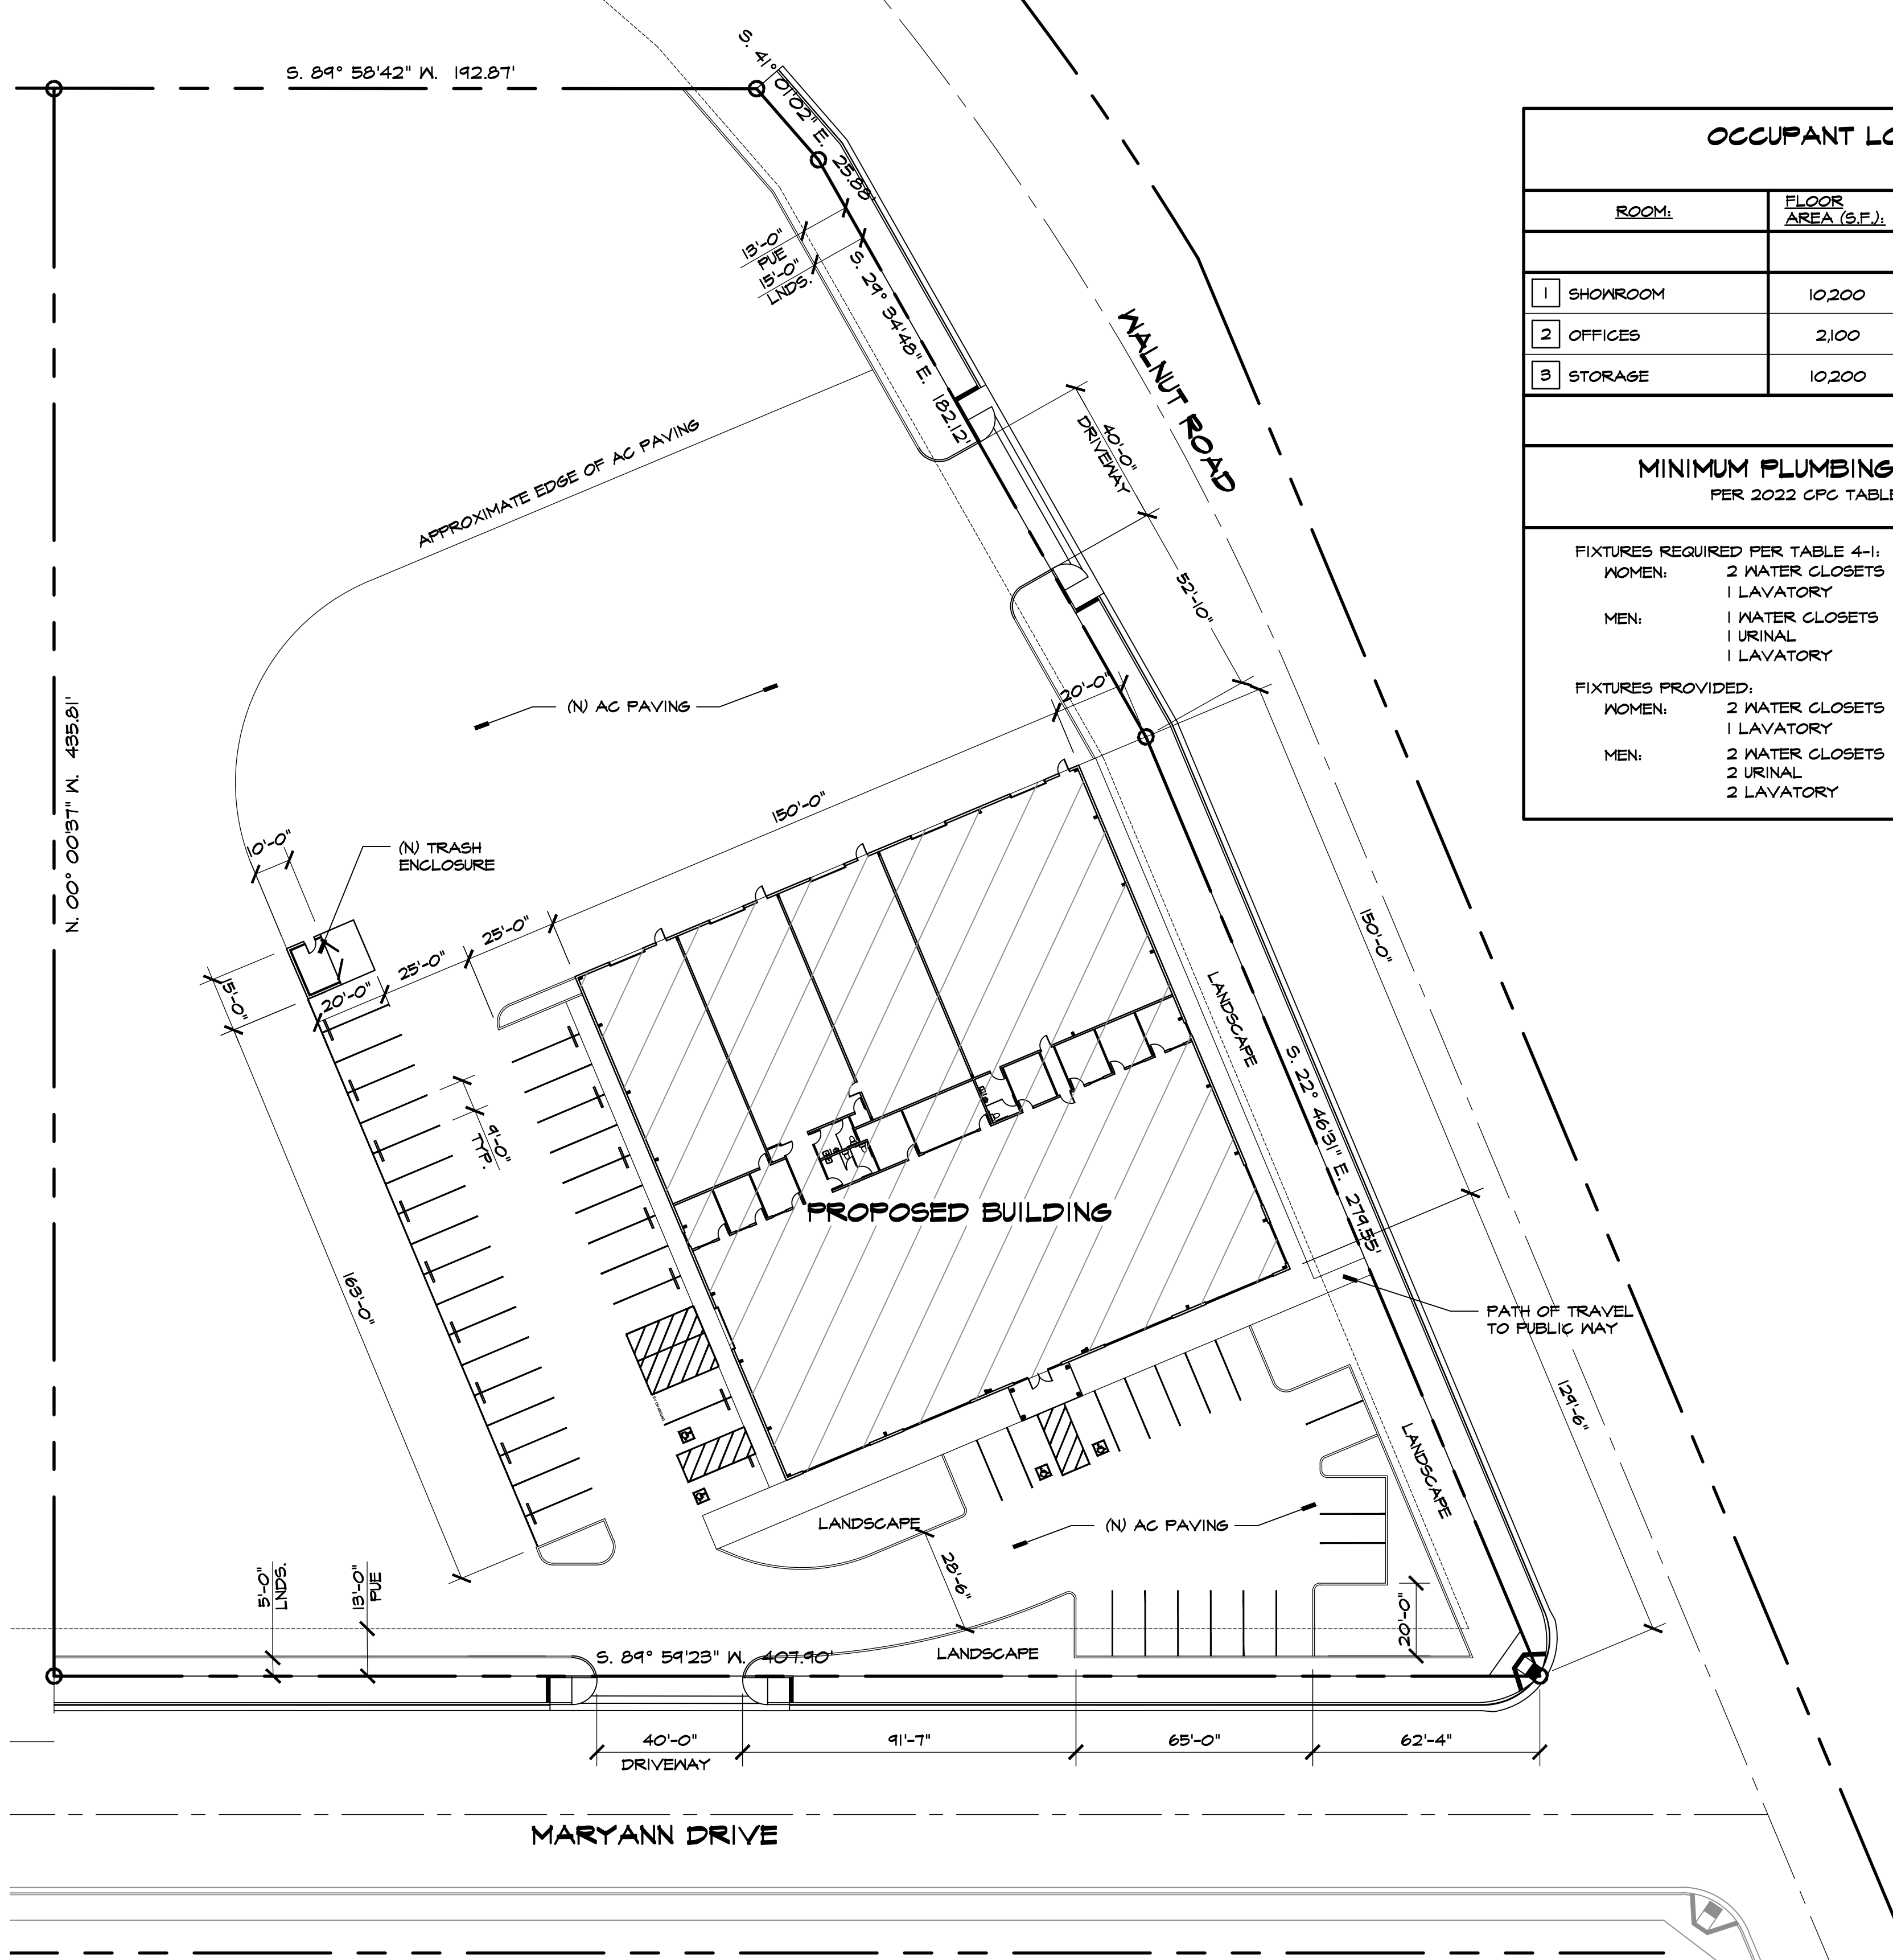 S. 89° 58'42" W. 192.87'
S. 41° 01'02" E. 25.88'
13'-0"
PUE
15'-0"
LNDS.
S. 29° 34'48" E. 182.12'
WALNUT ROAD
40'-0"
DRIVEWAY
52'-10"
APPROXIMATE EDGE OF AC PAVING
N. 00° 00'37" W. 435.81'
(N) AC PAVING
20'-0"
150'-0"
10'-0"
(N) TRASH
ENCLOSURE
25'-0"
25'-0"
20'-0"
15'-0"
9'-0"
TYP.
163'-0"
150'-0"
LANDSCAPE
S. 22° 46'31" E. 279.55'
PROPOSED BUILDING
PATH OF TRAVEL
TO PUBLIC WAY
129'-6"
LANDSCAPE
LANDSCAPE
(N) AC PAVING
28'-6"
5'-0"
LNDS.
13'-0"
PUE
20'-0"
S. 89° 59'23" W. 407.90'
LANDSCAPE
40'-0"
DRIVEWAY
91'-7"
65'-0"
62'-4"
MARYANN DRIVE
OCCUPANT LO
ROOM:
FLOOR
AREA (S.F.):
1 SHOWROOM 10,200
2 OFFICES 2,100
3 STORAGE 10,200
MINIMUM PLUMBING
PER 2022 CPC TABLE
FIXTURES REQUIRED PER TABLE 4-1:
WOMEN: 2 WATER CLOSETS
1 LAVATORY
MEN: 1 WATER CLOSETS
1 URINAL
1 LAVATORY
FIXTURES PROVIDED:
WOMEN: 2 WATER CLOSETS
1 LAVATORY
MEN: 2 WATER CLOSETS
2 URINAL
2 LAVATORY